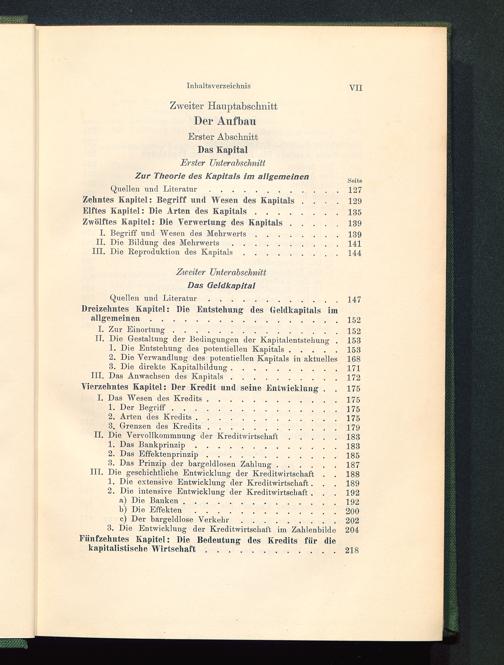 Inhaltsverzeichnis VII
Zweiter Hauptabschnitt
Der Aufbau
Erster Abschnitt
Das Kapital
Erster Unterabschnitt
Zur Theorie des Kapitals im allgemeinen
Seite
Quellen und Literatur . . . . . . . . . . . . 127
Zehntes Kapitel: Begriff und Wesen des Kapitals . . . . 129
Elftes Kapitel: Die Arten des Kapitals . . . . . . . . 135
Zwölftes Kapitel: Die Verwertung des Kapitals . . . . . 139
I. Begriff und Wesen des Mehrwerts . . . . . . . . 139
II. Die Bildung des Mehrwerts . . . . . . . . . . 141
III. Die Reproduktion des Kapitals . . . . . . . . . 144
Zweiter Unterabschnitt
Das Geldkapital
Quellen und Literatur . . . . . . . . . . . . 147
Dreizehntes Kapitel: Die Entstehung des Geldkapitals im
allgemeinen . . . . . . . . . . . . . . . . 152
I. Zur Einortung . . . . . . . . . . . . . . 152
II. Die Gestaltung der Bedingungen der Kapitalentstehung . 153
1. Die Entstehung des potentiellen Kapitals . . . . . 153
2. Die Verwandlung des potentiellen Kapitals in aktuelles 168
3. Die direkte Kapitalbildung . . . . . . . . . . 171
III. Das Anwachsen des Kapitals . . . . . . . . . . 172
Vierzehntes Kapitel: Der Kredit und seine Entwicklung . . 175
I. Das Wesen des Kredits . . . . . . . . . . . . 175
1. Der Begriff . . . . . . . . . . . . . . . 175
2. Arten des Kredits . . . . . . . . . . . . . 175
3. Grenzen des Kredits . . . . . . . . . . . . 179
II. Die Vervollkommnung der Kreditwirtschaft . . . . . 183
1. Das Bankprinzip . . . . . . . . . . . . . 183
2. Das Effektenprinzip . . . . . . . . . . . . 185
3. Das Prinzip der bargeldlosen Zahlung . . . . . . 187
III. Die geschichtliche Entwicklung der Kreditwirtschaft . . 188
1. Die extensive Entwicklung der Kreditwirtschaft . . . 189
2. Die intensive Entwicklung der Kreditwirtschaft . . . 192
a) Die Banken . . . . . . . . . . . . . . 192
b) Die Effekten . . . . . . . . . . . . . 200
c) Der bargeldlose Verkehr . . . . . . . . . 202
3. Die Entwicklung der Kreditwirtschaft im Zahlenbilde 204
Fünfzehntes Kapitel: Die Bedeutung des Kredits für die
kapitalistische Wirtschaft . . . . . . . . . . . 218